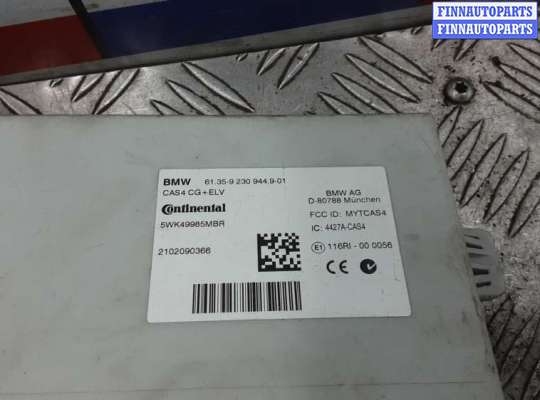 FINNAUTOPARTS
FINNAUTOPARTS
BMW 61.35-9 230 944.9-01
CAS4 CG+ELV
BMW AG
D-80788 München
Continental
FCC ID: MYTCAS4
5WK49985MBR
IC: 4427A-CAS4
2102090366
E1 116RI-00 0056
CE